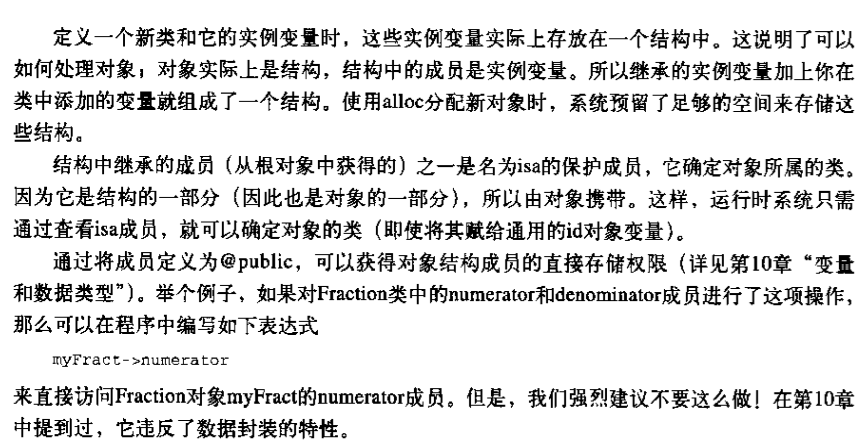 定义一个新类和它的实例变量时，这些实例变量实际上存放在一个结构中。这说明了可以
如何处理对象；对象实际上是结构，结构中的成员是实例变量。所以继承的实例变量加上你在
类中添加的变量就组成了一个结构。使用alloc分配新对象时，系统预留了足够的空间来存储这
些结构。
结构中继承的成员（从根对象中获得的）之一是名为isa的保护成员，它确定对象所属的类。
因为它是结构的一部分（因此也是对象的一部分），所以由对象携带。这样，运行时系统只需
通过查看isa成员，就可以确定对象的类（即使将其赋给通用的id对象变量）。
通过将成员定义为@public，可以获得对象结构成员的直接存储权限（详见第10章“变量
和数据类型”）。举个例子，如果对Fraction类中的numerator和denominator成员进行了这项操作，
那么可以在程序中编写如下表达式
myFract->numerator
来直接访问Fraction对象myFract的numerator成员。但是，我们强烈建议不要这么做！在第10章
中提到过，它违反了数据封装的特性。